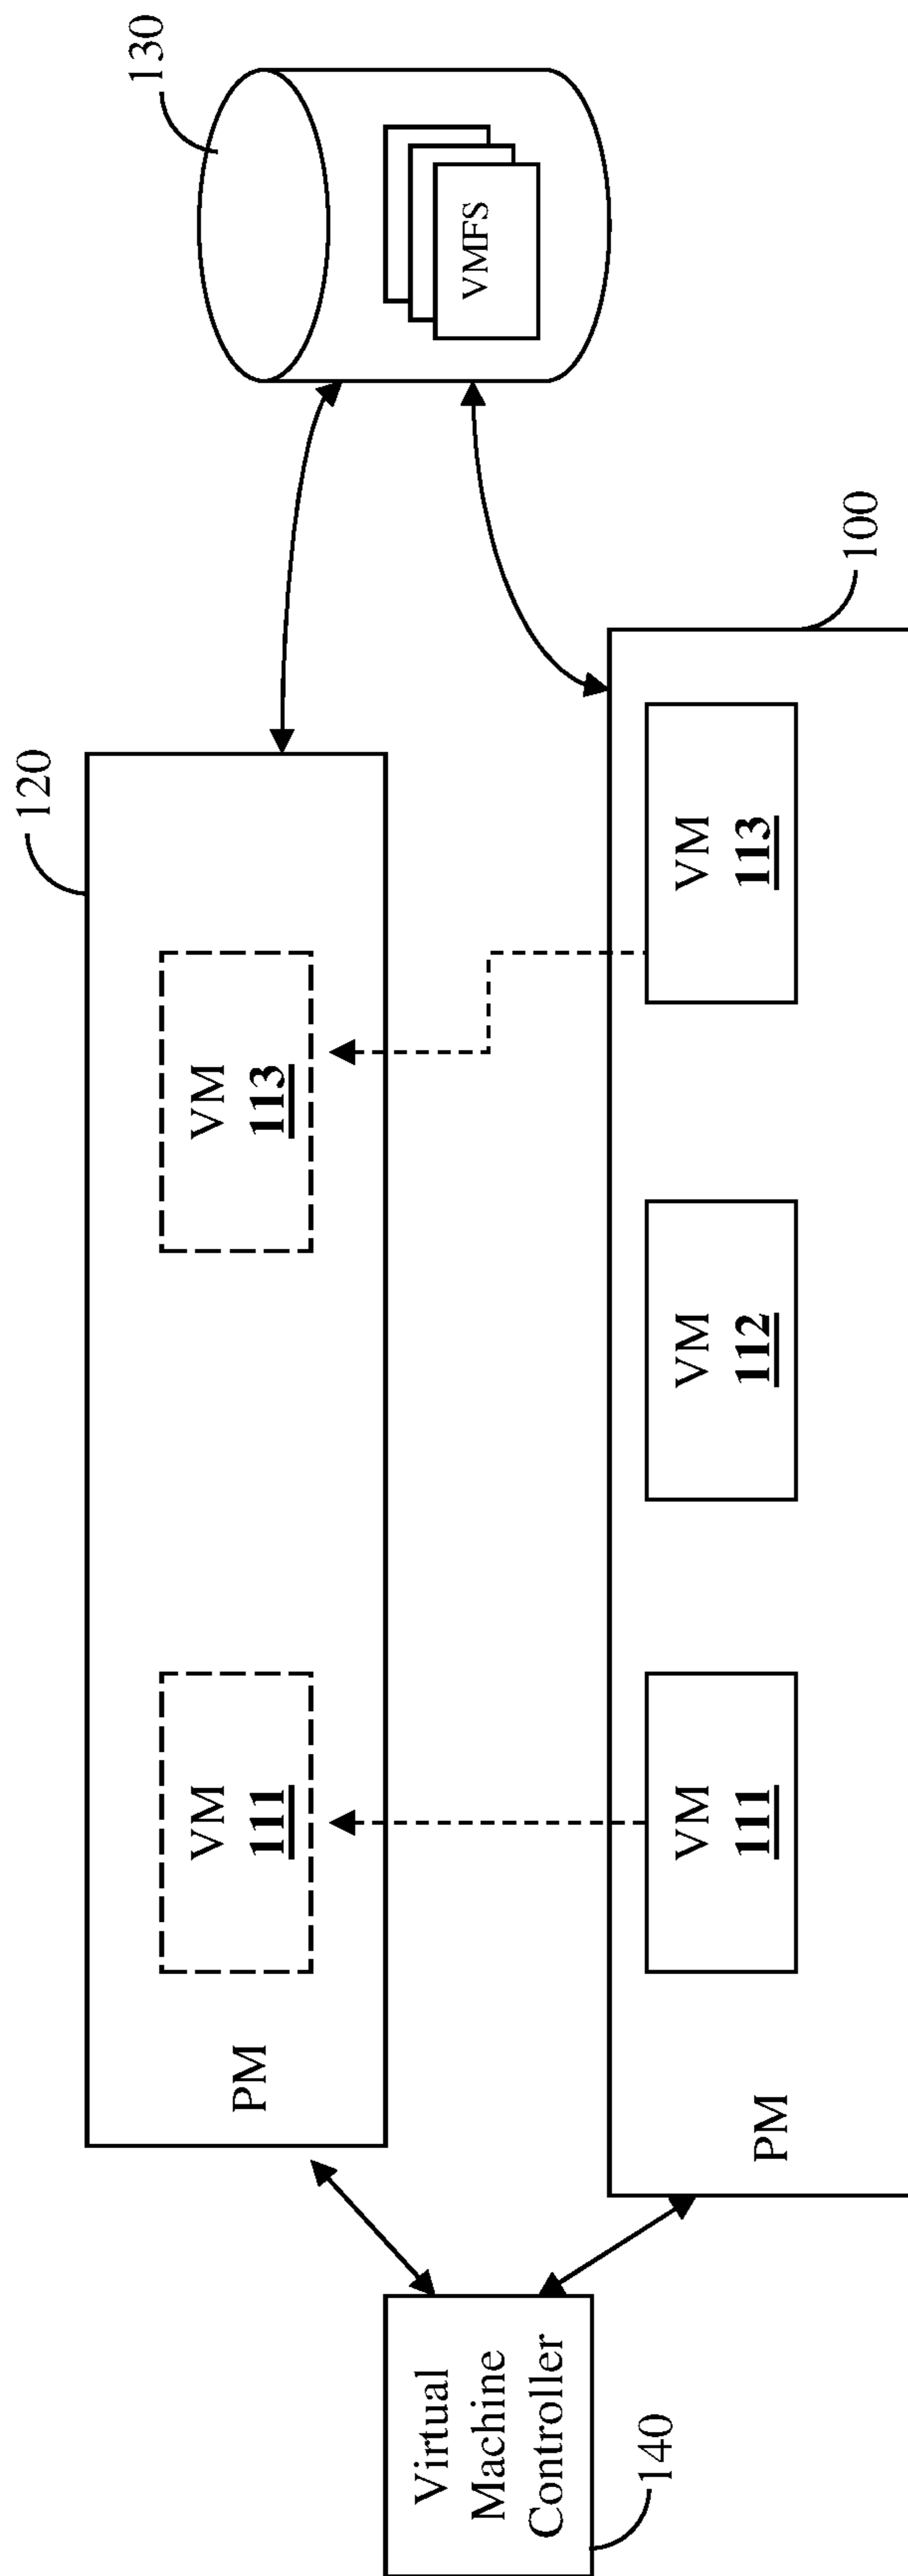 120
130
VM
111
VM
113
PM
VMFS
Virtual
Machine
Controller
140
VM
111
VM
112
VM
113
PM
100